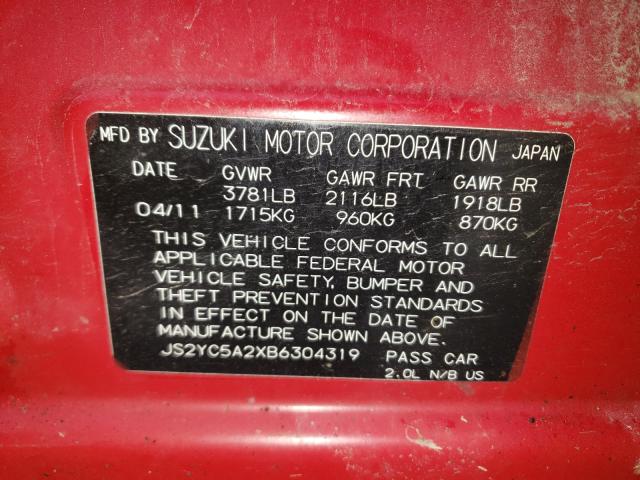 MFD BY SUZUKI MOTOR CORPORATION JAPAN
DATE GVWR GAWR FRT GAWR RR
3781LB 2116LB 1918LB
04/11 1715KG 960KG 870KG
THIS VEHICLE CONFORMS TO ALL
APPLICABLE FEDERAL MOTOR
VEHICLE SAFETY, BUMPER AND
THEFT PREVENTION STANDARDS
IN EFFECT ON THE DATE OF
MANUFACTURE SHOWN ABOVE.
JS2YC5A2XB6304319 PASS CAR
2.0L N/B US